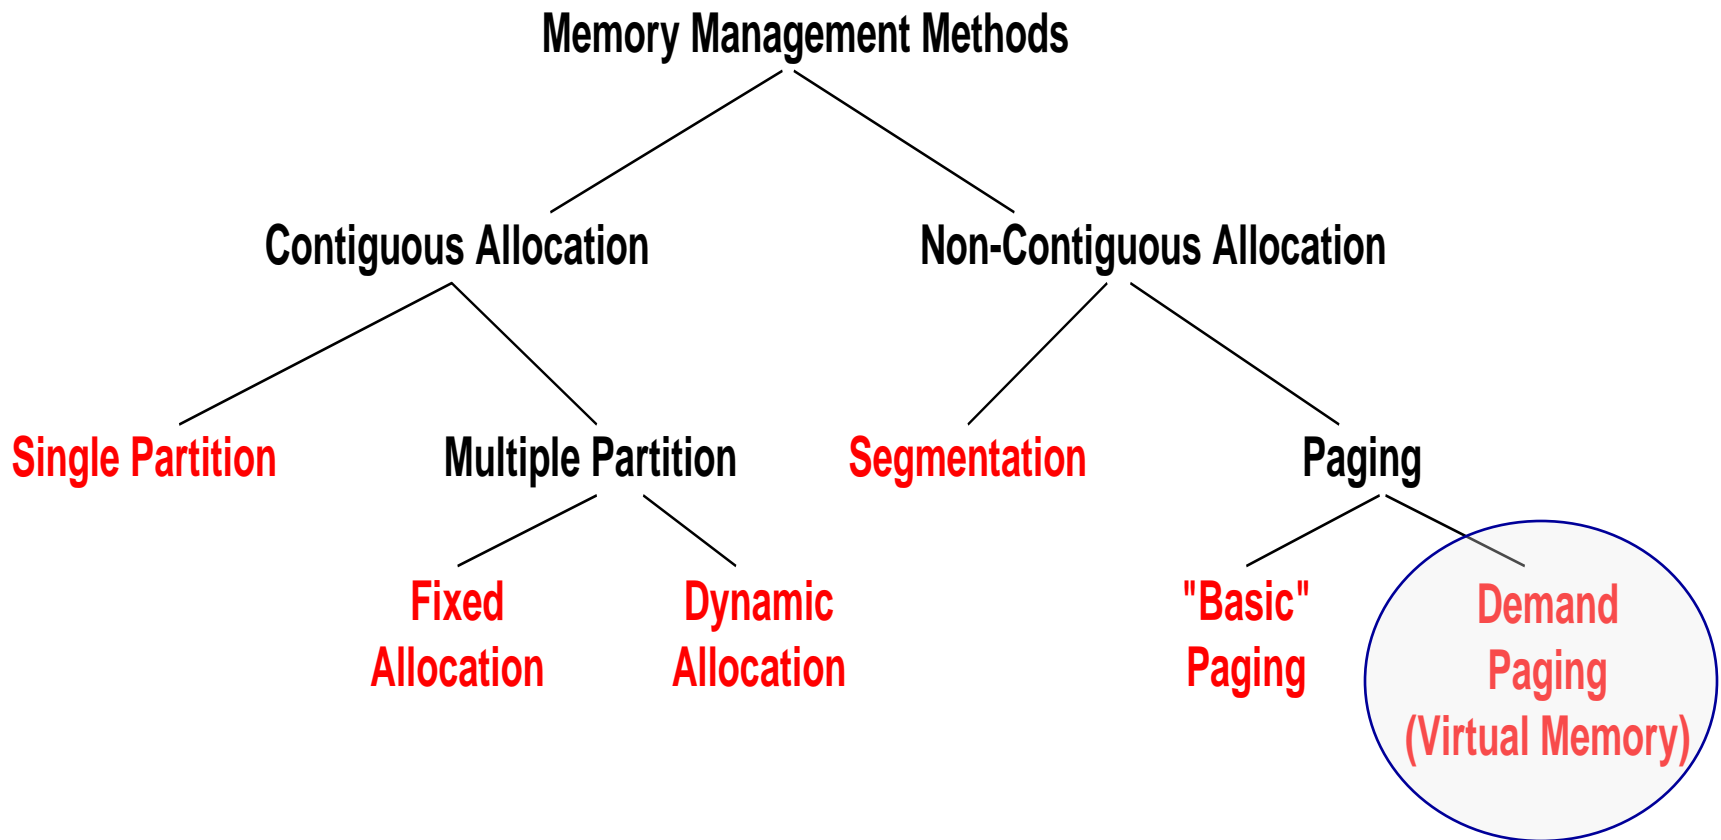 Memory Management Methods
Contiguous Allocation
Non-Contiguous Allocation
Single Partition
Multiple Partition
Segmentation
Paging
Fixed
Allocation
Dynamic
Allocation
"Basic"
Paging
Demand
Paging
(Virtual Memory)